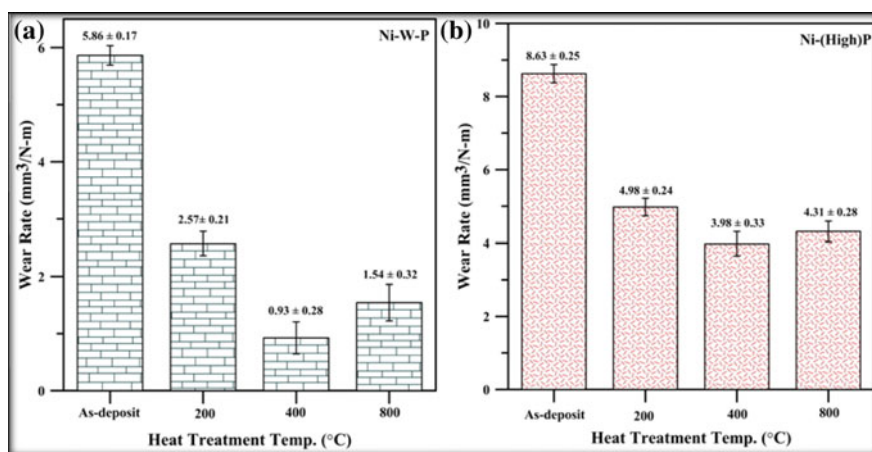 (a)
Ni-W-P
5.86 ± 0.17
2.57± 0.21
0.93 ± 0.28
1.54 ± 0.32
Wear Rate (mm³/N-m)
6
4
2
0
As-deposit 200 400 800
Heat Treatment Temp. (°C)
(b)
Ni-(High)P
8.63 ± 0.25
4.98 ± 0.24
3.98 ± 0.33
4.31 ± 0.28
Wear Rate (mm³/N-m)
10
8
6
4
2
0
As-deposit 200 400 800
Heat Treatment Temp. (°C)